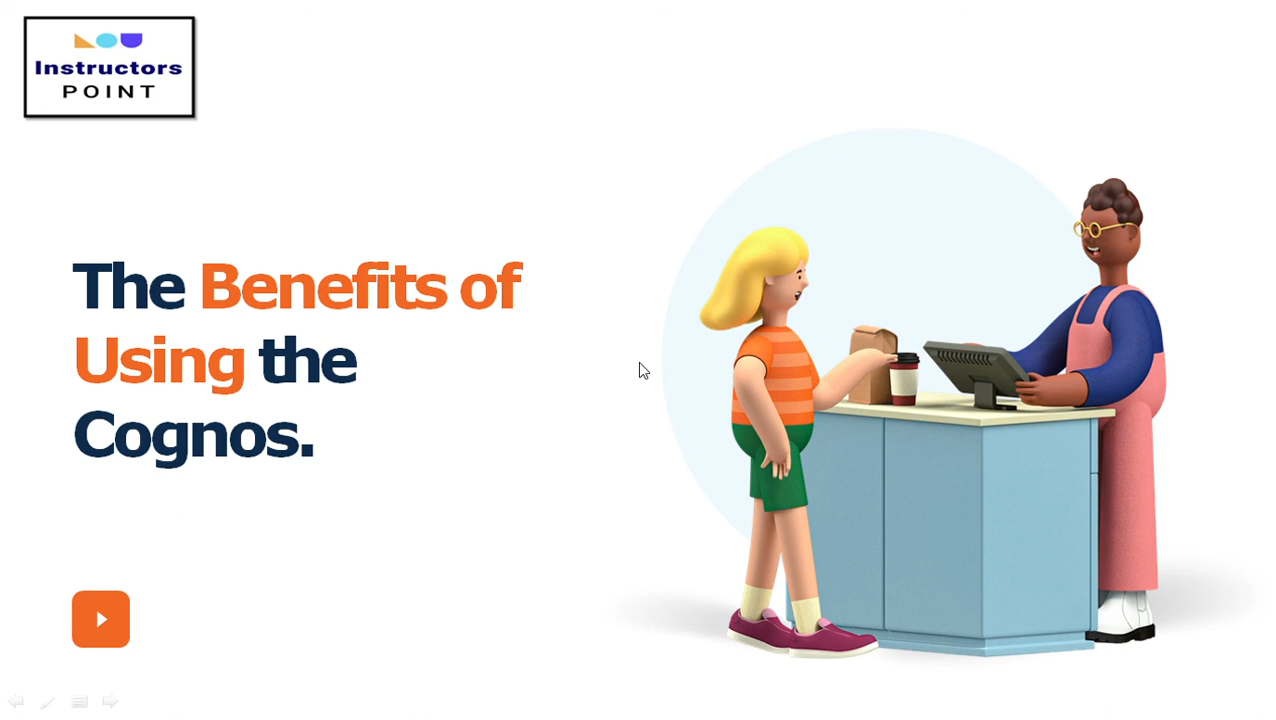 Instructors
POINT
The Benefits of
Using the
Cognos.